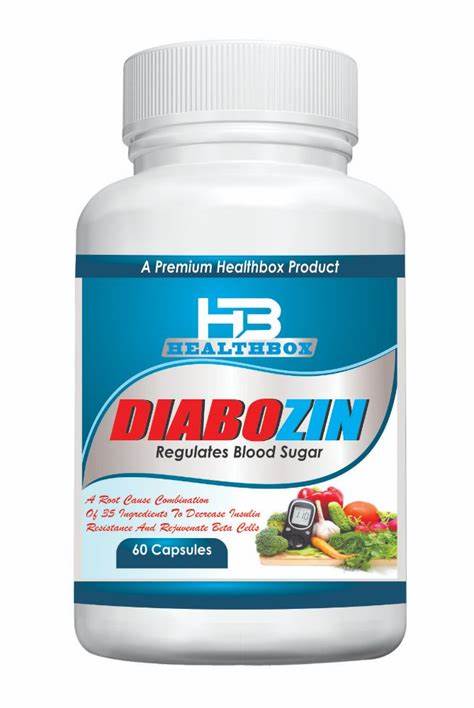 A Premium Healthbox Product
HB
HEALTHBOX
DIABOZIN
Regulates Blood Sugar
A Root Cause Combination
Of 35 Ingredients To Decrease Insulin
Resistance And Rejuvenate Beta Cells
60 Capsules
110